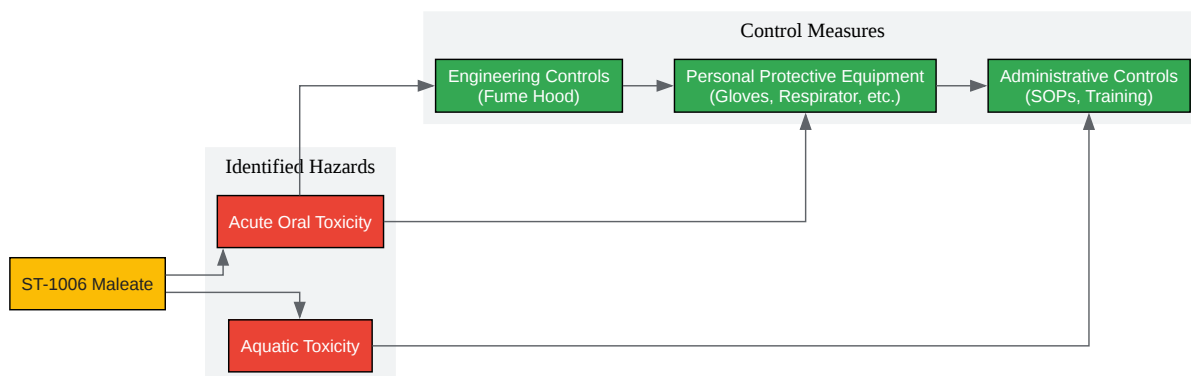 Control Measures
Engineering Controls
(Fume Hood)
Personal Protective Equipment
(Gloves, Respirator, etc.)
Administrative Controls
(SOPs, Training)
Identified Hazards
Acute Oral Toxicity
ST-1006 Maleate
Aquatic Toxicity